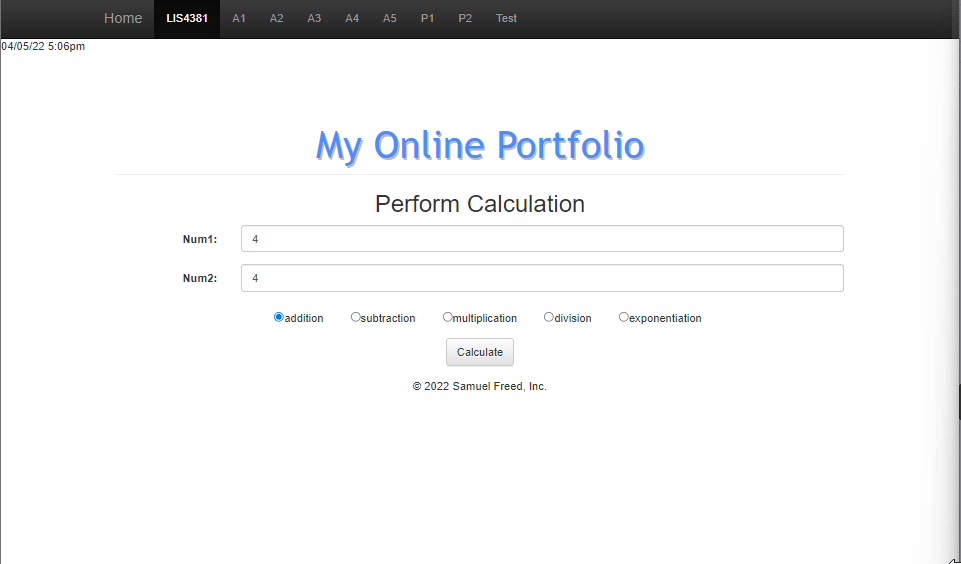 Home LIS4381 A1 A2 A3 A4 A5 P1 P2 Test
04/05/22 5:06pm
My Online Portfolio
Perform Calculation
Num1: 4
Num2: 4
addition subtraction multiplication division exponentiation
Calculate
© 2022 Samuel Freed, Inc.